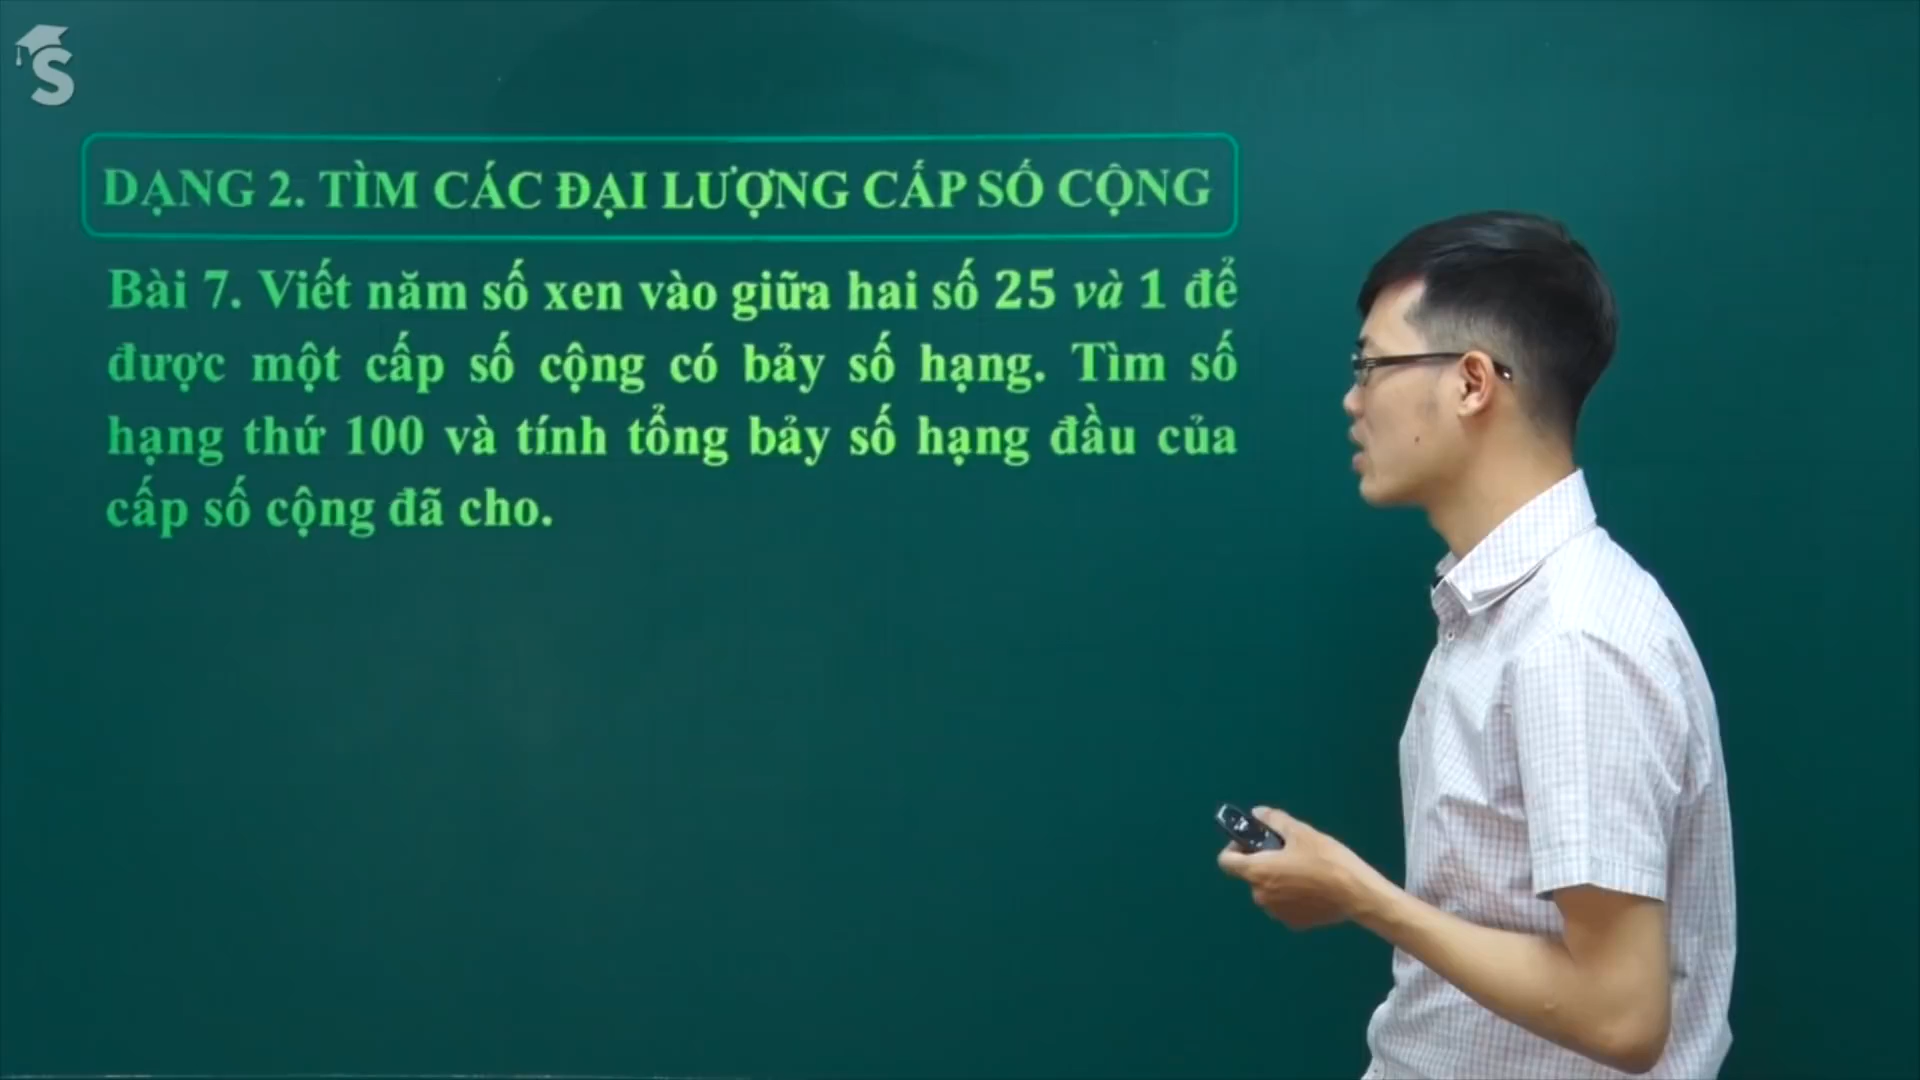 S
DẠNG 2. TÌM CÁC ĐẠI LƯỢNG CẤP SỐ CỘNG
Bài 7. Viết năm số xen vào giữa hai số 25 và 1 để
được một cấp số cộng có bảy số hạng. Tìm số
hạng thứ 100 và tính tổng bảy số hạng đầu của
cấp số cộng đã cho.